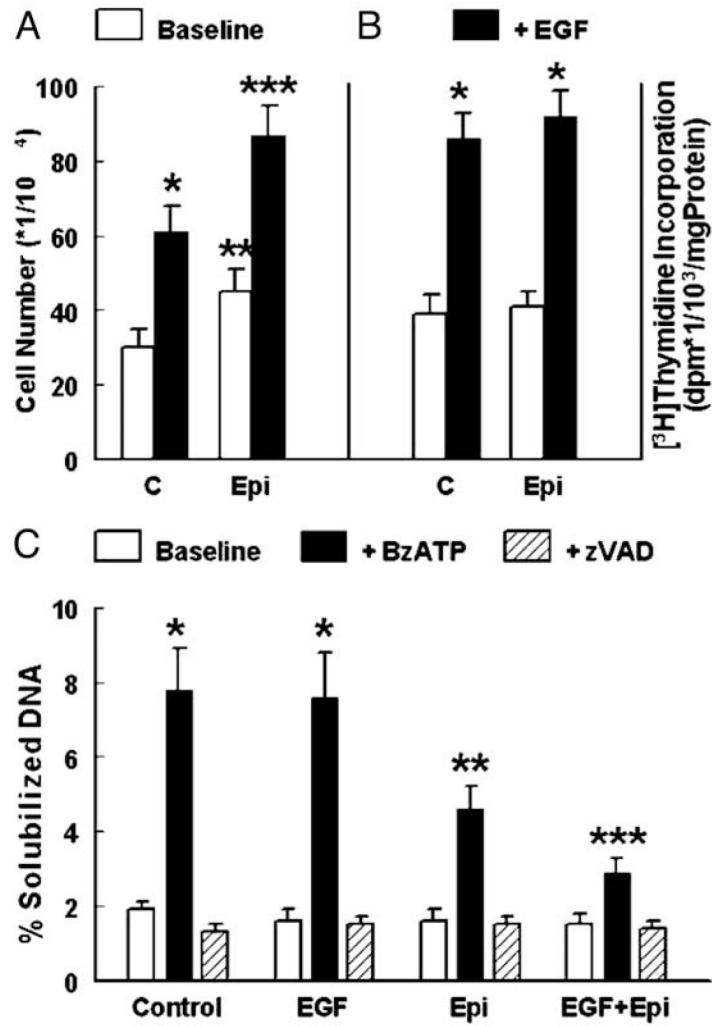 A Baseline B + EGF
Cell Number (*1/10 4)
100
80
60
40
20
0
*
**
***
*
*
C Epi C Epi
[3H]Thymidine Incorporation
(dpm*1/103/mgProtein)
C Baseline + BzATP + zVAD
% Solubilized DNA
10
8
6
4
2
0
*
*
**
***
Control EGF Epi EGF+Epi